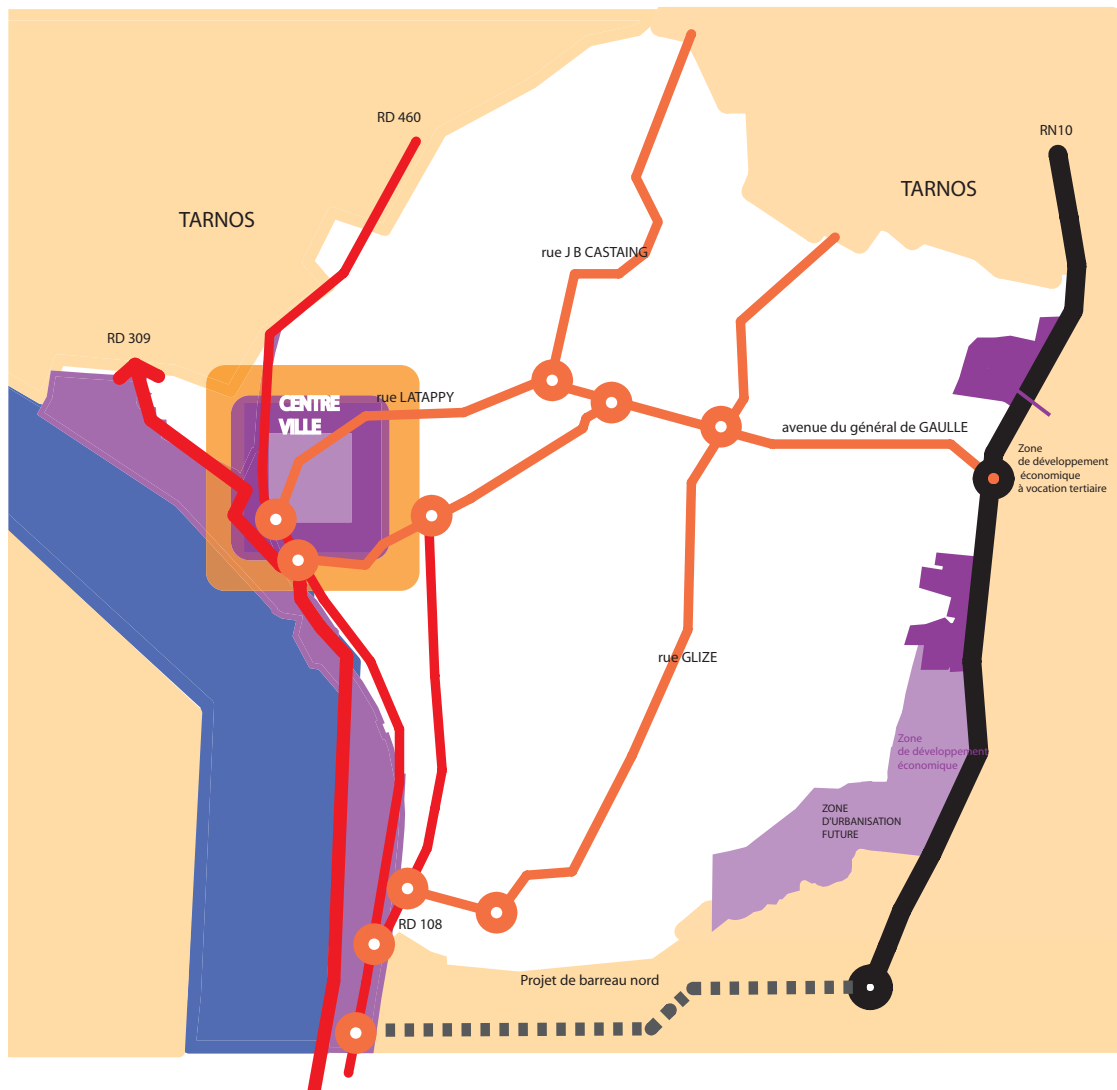 RD 460
RN10
TARNOS
TARNOS
rue J B CASTAING
RD 309
rue LATAPPY
CENTRE
VILLE
avenue du général de GAULLE
Zone
de développement
économique
à vocation tertiaire
rue GLIZE
Zone
de développement
économique
ZONE
D'URBANISATION
FUTURE
RD 108
Projet de barreau nord